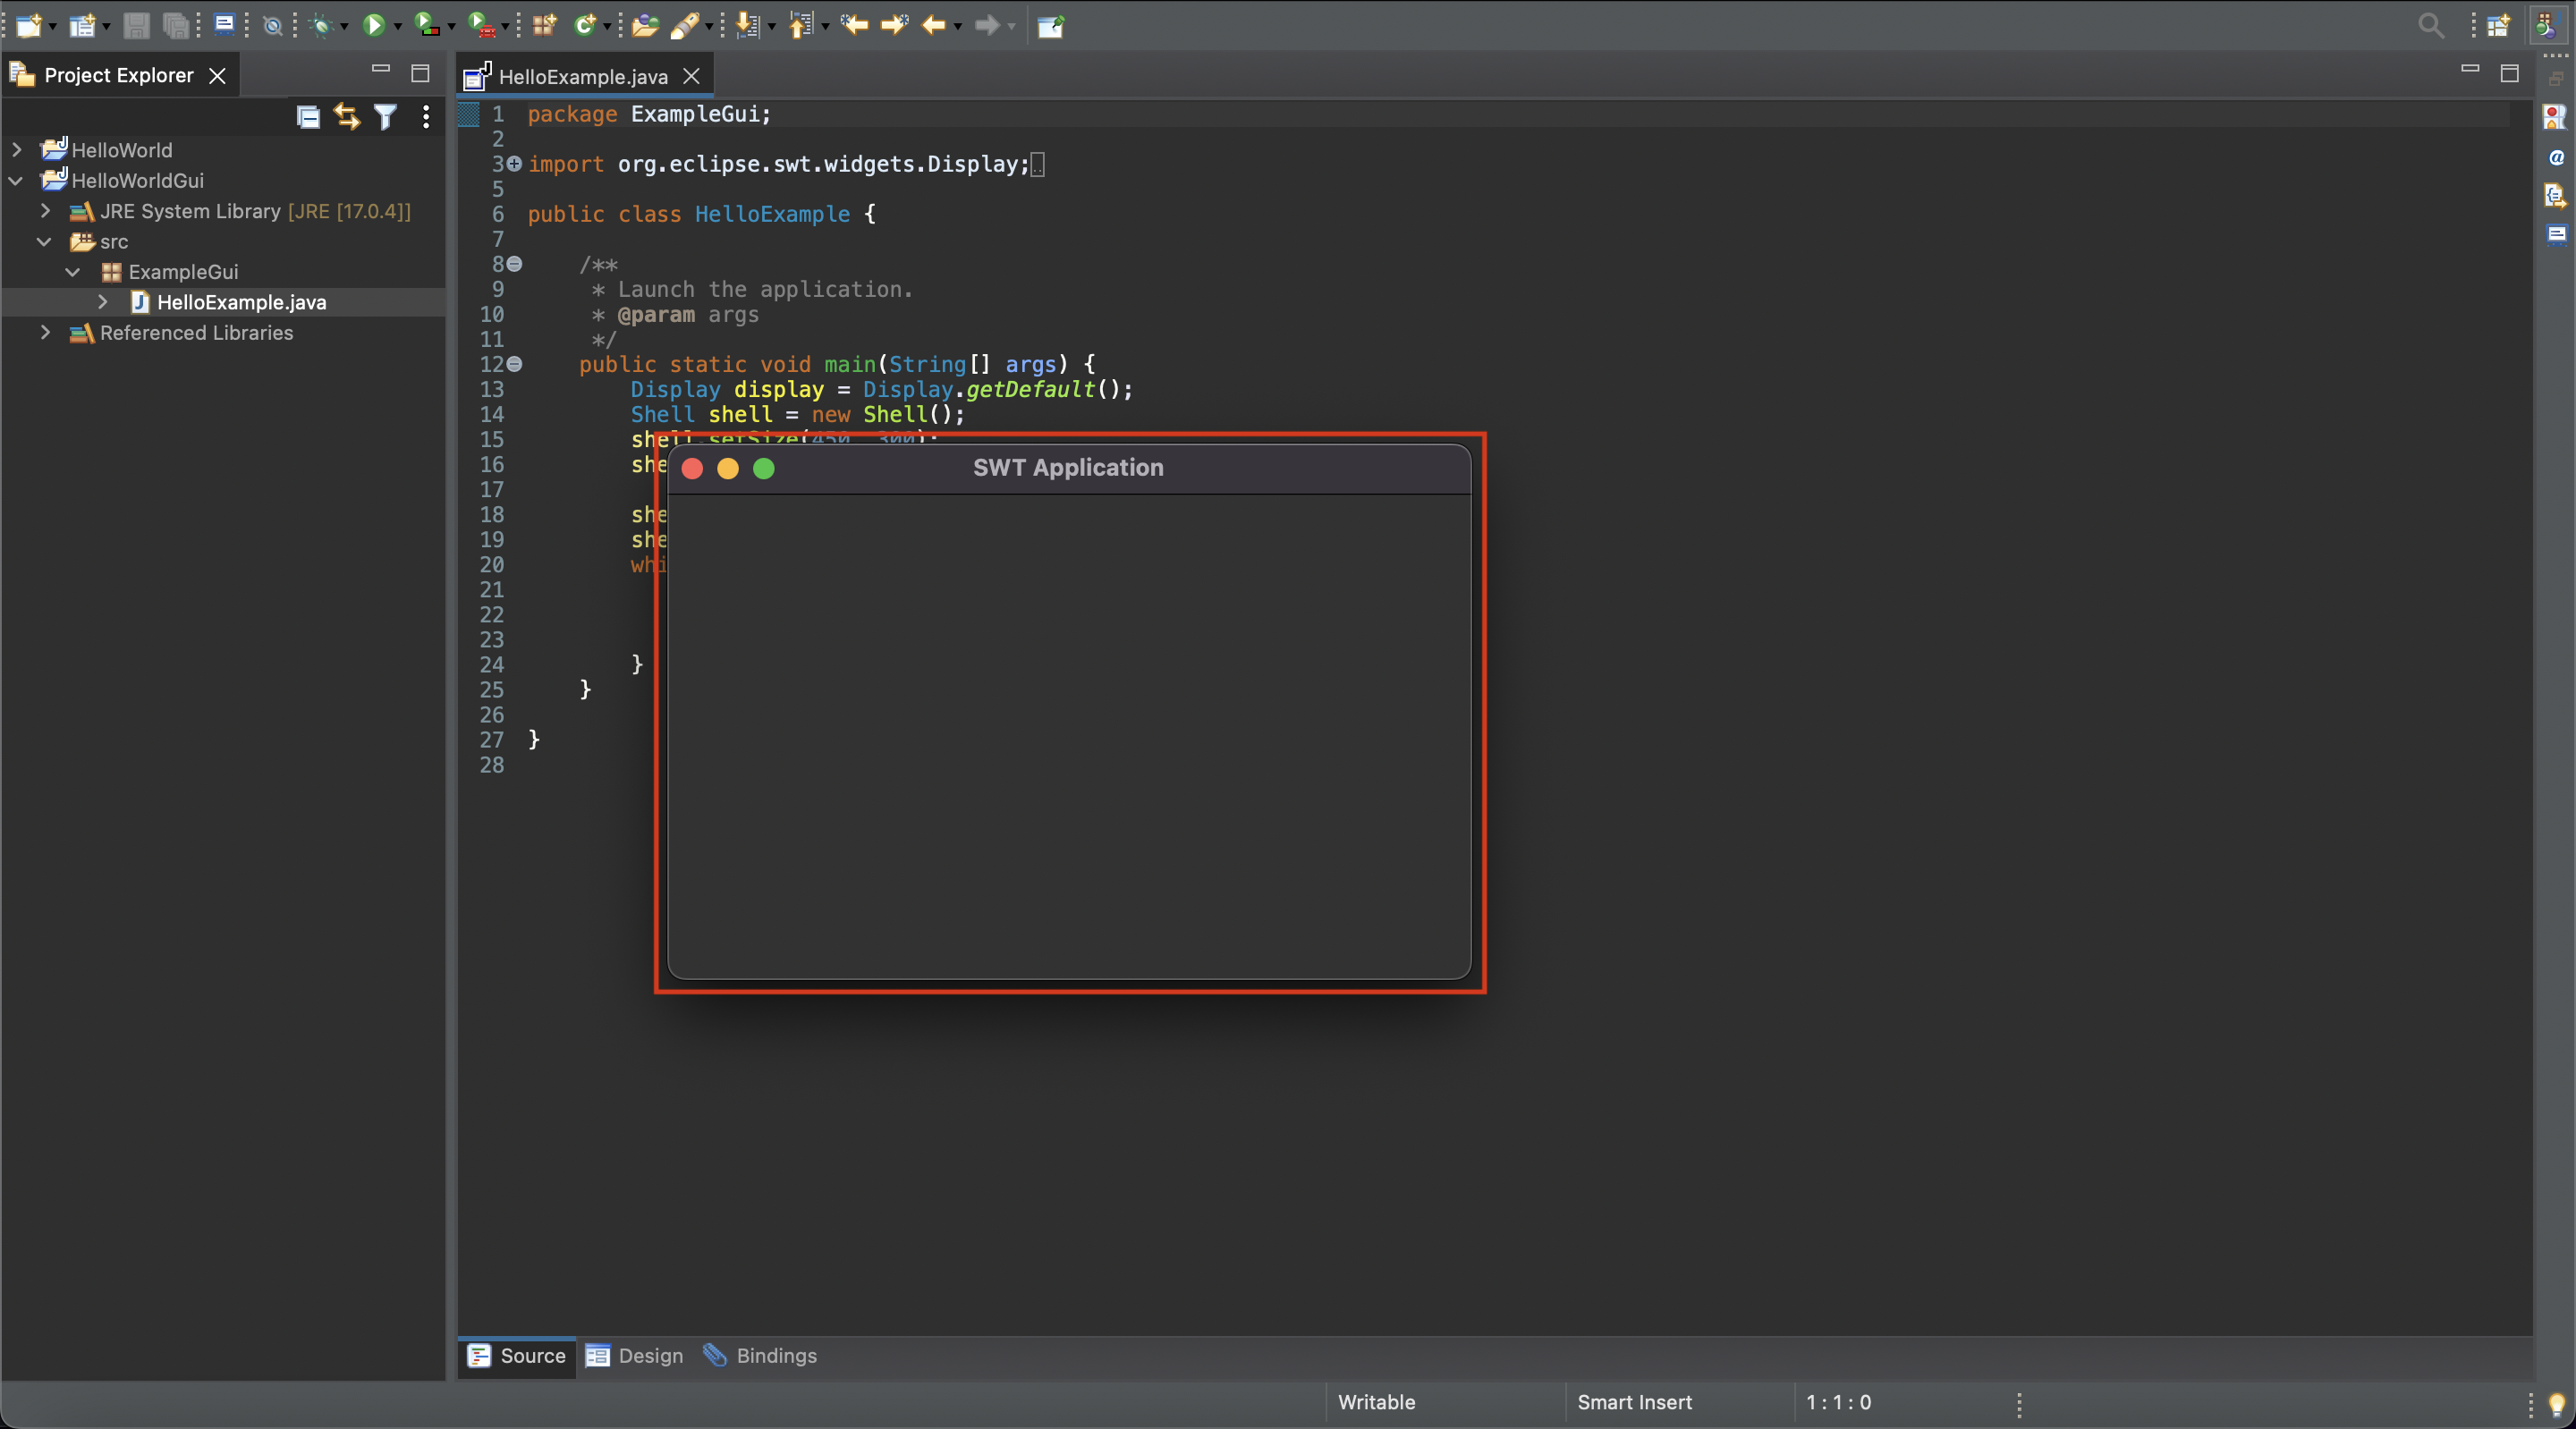 Project Explorer
HelloWorld
HelloWorldGui
JRE System Library [JRE [17.0.4]]
src
ExampleGui
HelloExample.java
Referenced Libraries
HelloExample.java
1 package ExampleGui;
2
3 import org.eclipse.swt.widgets.Display;
5
6 public class HelloExample {
7
8 /**
9 * Launch the application.
10 * @param args
11 */
12 public static void main(String[] args) {
13 Display display = Display.getDefault();
14 Shell shell = new Shell();
15 shell.setSize(450, 300);
16 she
17
18 she
19 she
20 whi
21
22
23
24 }
25 }
26
27 }
28
SWT Application
Source Design Bindings
Writable Smart Insert 1 : 1 : 0